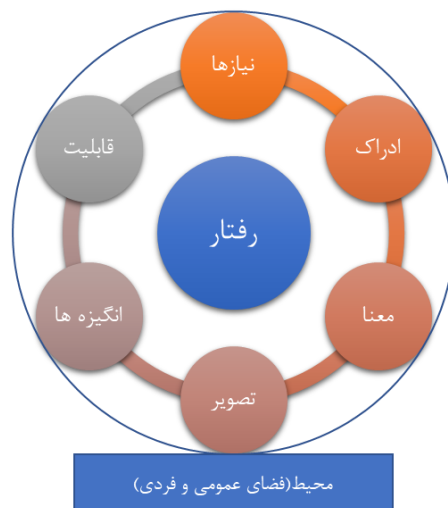 نیازها
ادراک
معنا
تصویر
انگیزه ها
قابلیت
رفتار
محیط(فضای عمومی و فردی)